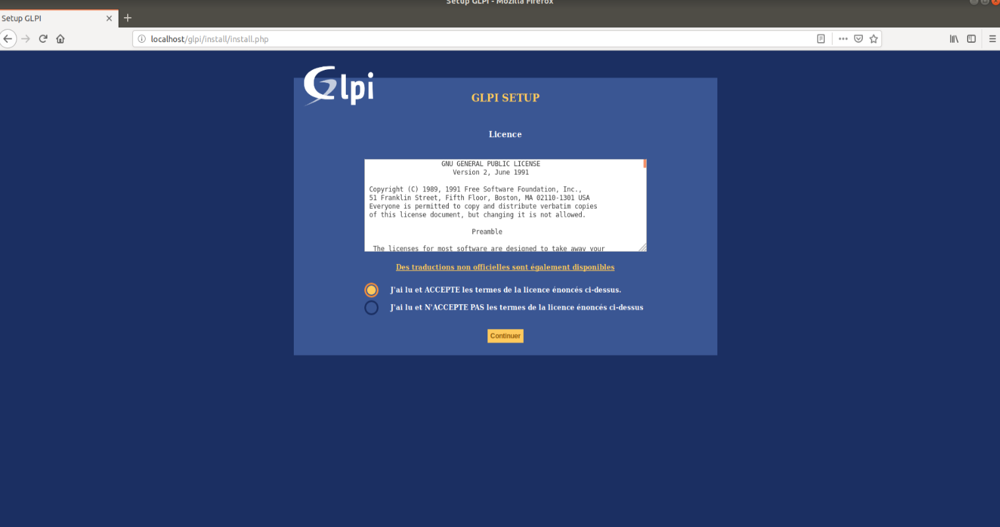 Setup GLPI - Mozilla Firefox
Setup GLPI
localhost/glpi/install/install.php
Glpi
GLPI SETUP
Licence
GNU GENERAL PUBLIC LICENSE
Version 2, June 1991
Copyright (C) 1989, 1991 Free Software Foundation, Inc.,
51 Franklin Street, Fifth Floor, Boston, MA 02110-1301 USA
Everyone is permitted to copy and distribute verbatim copies
of this license document, but changing it is not allowed.
Preamble
The licenses for most software are designed to take away your
Des traductions non officielles sont également disponibles
J'ai lu et ACCEPTE les termes de la licence énoncés ci-dessus.
J'ai lu et N'ACCEPTE PAS les termes de la licence énoncés ci-dessus
Continuer